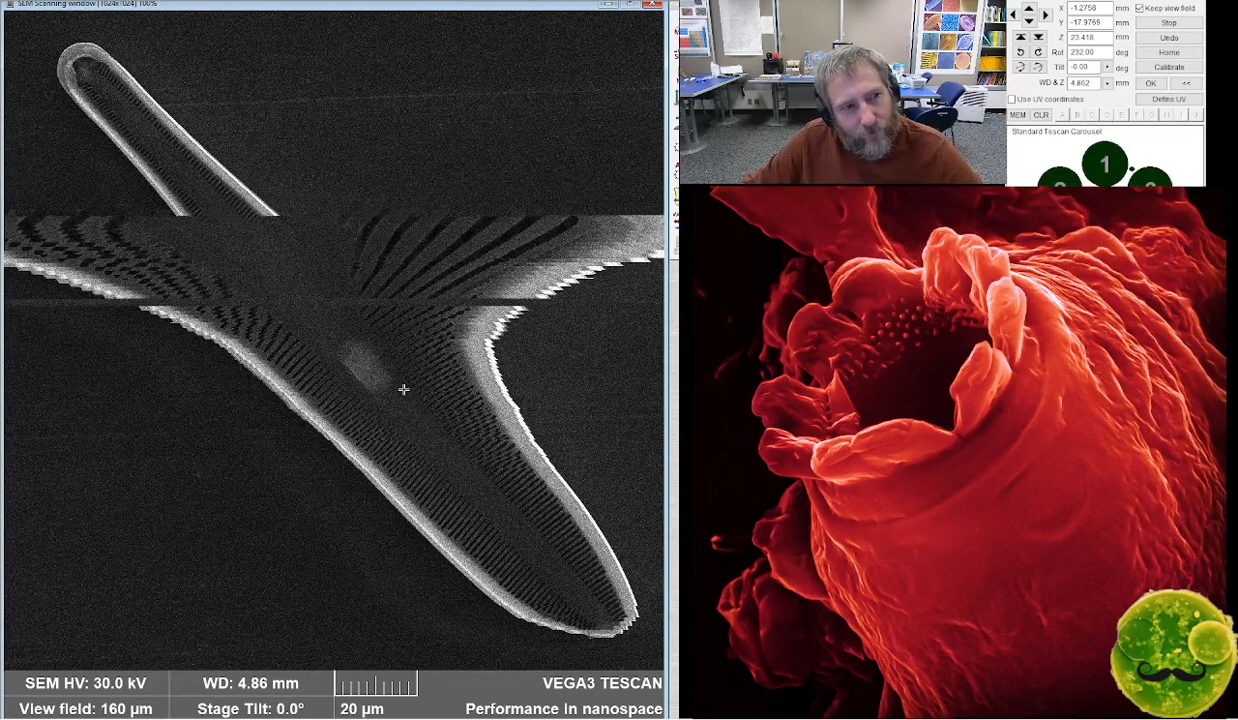 SEM Scanning window [1024x1024] 100%
SEM HV: 30.0 kV
WD: 4.86 mm
VEGA3 TESCAN
View field: 160 µm
Stage Tilt: 0.0°
20 µm
Performance in nanospace
X -1.2758 mm
Keep view field
Y -17.9769 mm
Stop
Z 23.418 mm
Undo
Rot 232.00 deg
Home
Tilt -0.00 deg
Calibrate
WD & Z 4.862 mm
OK <<
Use UV coordinates
Define UV
MEM CLR A B C D E F G H I J
Standard Tescan Carousel
1